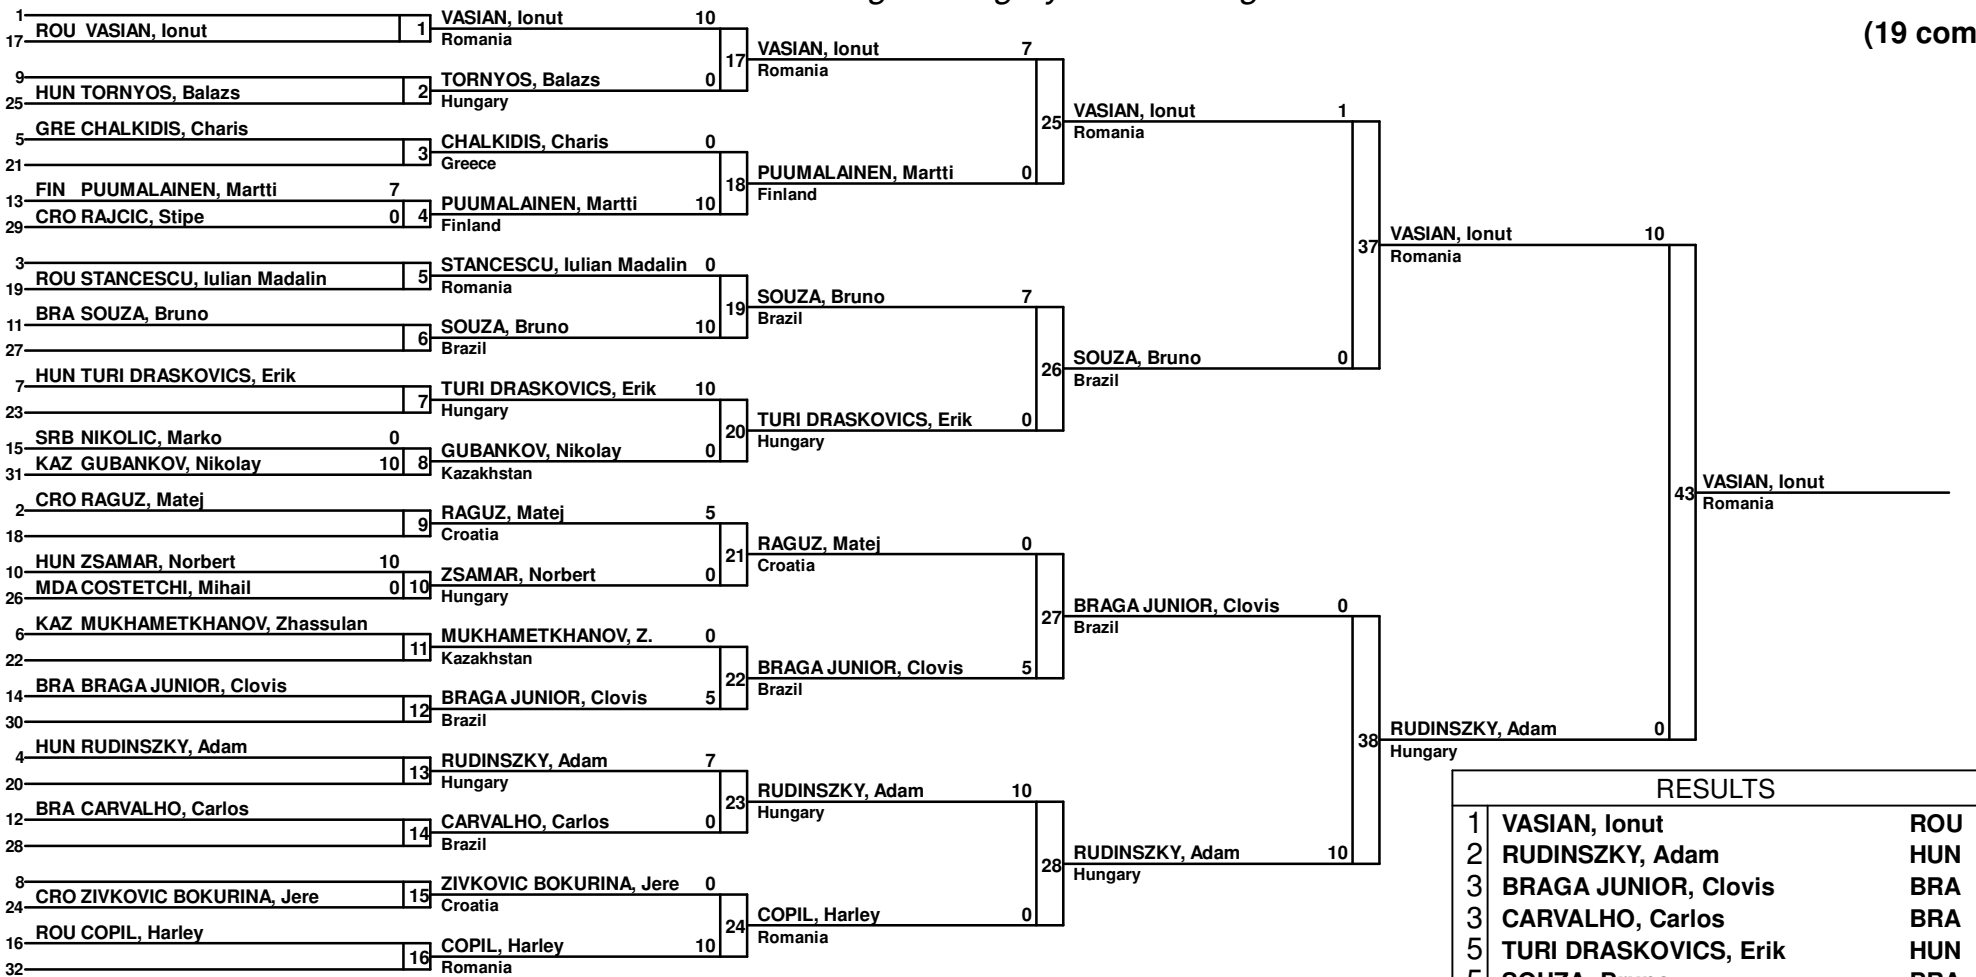 (19 com
1
17 ROU VASIAN, Ionut
9
25 HUN TORNYOS, Balazs
5 GRE CHALKIDIS, Charis
21
13 FIN PUUMALAINEN, Martti 7
29 CRO RAJCIC, Stipe 0
3
19 ROU STANCESCU, Iulian Madalin
11 BRA SOUZA, Bruno
27
7 HUN TURI DRASKOVICS, Erik
23
15 SRB NIKOLIC, Marko 0
31 KAZ GUBANKOV, Nikolay 10
2 CRO RAGUZ, Matej
18
10 HUN ZSAMAR, Norbert 10
26 MDA COSTETCHI, Mihail 0
6 KAZ MUKHAMETKHANOV, Zhassulan
22
14 BRA BRAGA JUNIOR, Clovis
30
4 HUN RUDINSZKY, Adam
20
12 BRA CARVALHO, Carlos
28
8
24 CRO ZIVKOVIC BOKURINA, Jere
16 ROU COPIL, Harley
32
1 VASIAN, Ionut 10
Romania
2 TORNYOS, Balazs 0
Hungary
3 CHALKIDIS, Charis 0
Greece
4 PUUMALAINEN, Martti 10
Finland
5 STANCESCU, Iulian Madalin 0
Romania
6 SOUZA, Bruno 10
Brazil
7 TURI DRASKOVICS, Erik 10
Hungary
8 GUBANKOV, Nikolay 0
Kazakhstan
9 RAGUZ, Matej 5
Croatia
10 ZSAMAR, Norbert 0
Hungary
11 MUKHAMETKHANOV, Z. 0
Kazakhstan
12 BRAGA JUNIOR, Clovis 5
Brazil
13 RUDINSZKY, Adam 7
Hungary
14 CARVALHO, Carlos 0
Brazil
15 ZIVKOVIC BOKURINA, Jere 0
Croatia
16 COPIL, Harley 10
Romania
17 VASIAN, Ionut 7
Romania
18 PUUMALAINEN, Martti 0
Finland
19 SOUZA, Bruno 7
Brazil
20 TURI DRASKOVICS, Erik 0
Hungary
21 RAGUZ, Matej 0
Croatia
22 BRAGA JUNIOR, Clovis 5
Brazil
23 RUDINSZKY, Adam 10
Hungary
24 COPIL, Harley 0
Romania
25 VASIAN, Ionut 1
Romania
26 SOUZA, Bruno 0
Brazil
27 BRAGA JUNIOR, Clovis 0
Brazil
28 RUDINSZKY, Adam 10
Hungary
37 VASIAN, Ionut 10
Romania
38 RUDINSZKY, Adam 0
Hungary
43 VASIAN, Ionut
Romania
RESULTS
1 VASIAN, Ionut ROU
2 RUDINSZKY, Adam HUN
3 BRAGA JUNIOR, Clovis BRA
3 CARVALHO, Carlos BRA
5 TURI DRASKOVICS, Erik HUN